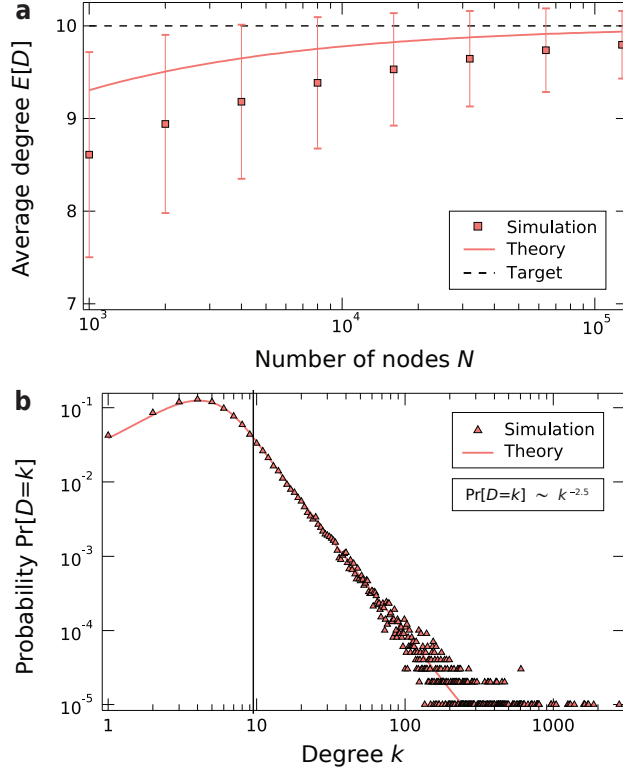 a
Average degree E[D]
10
9
8
7
10³ 10⁴ 10⁵
Number of nodes N
Simulation
Theory
Target
b
Probability Pr[D=k]
10⁻¹
10⁻²
10⁻³
10⁻⁴
10⁻⁵
1 10 100 1000
Degree k
Simulation
Theory
Pr[D=k] ~ k⁻²·⁵